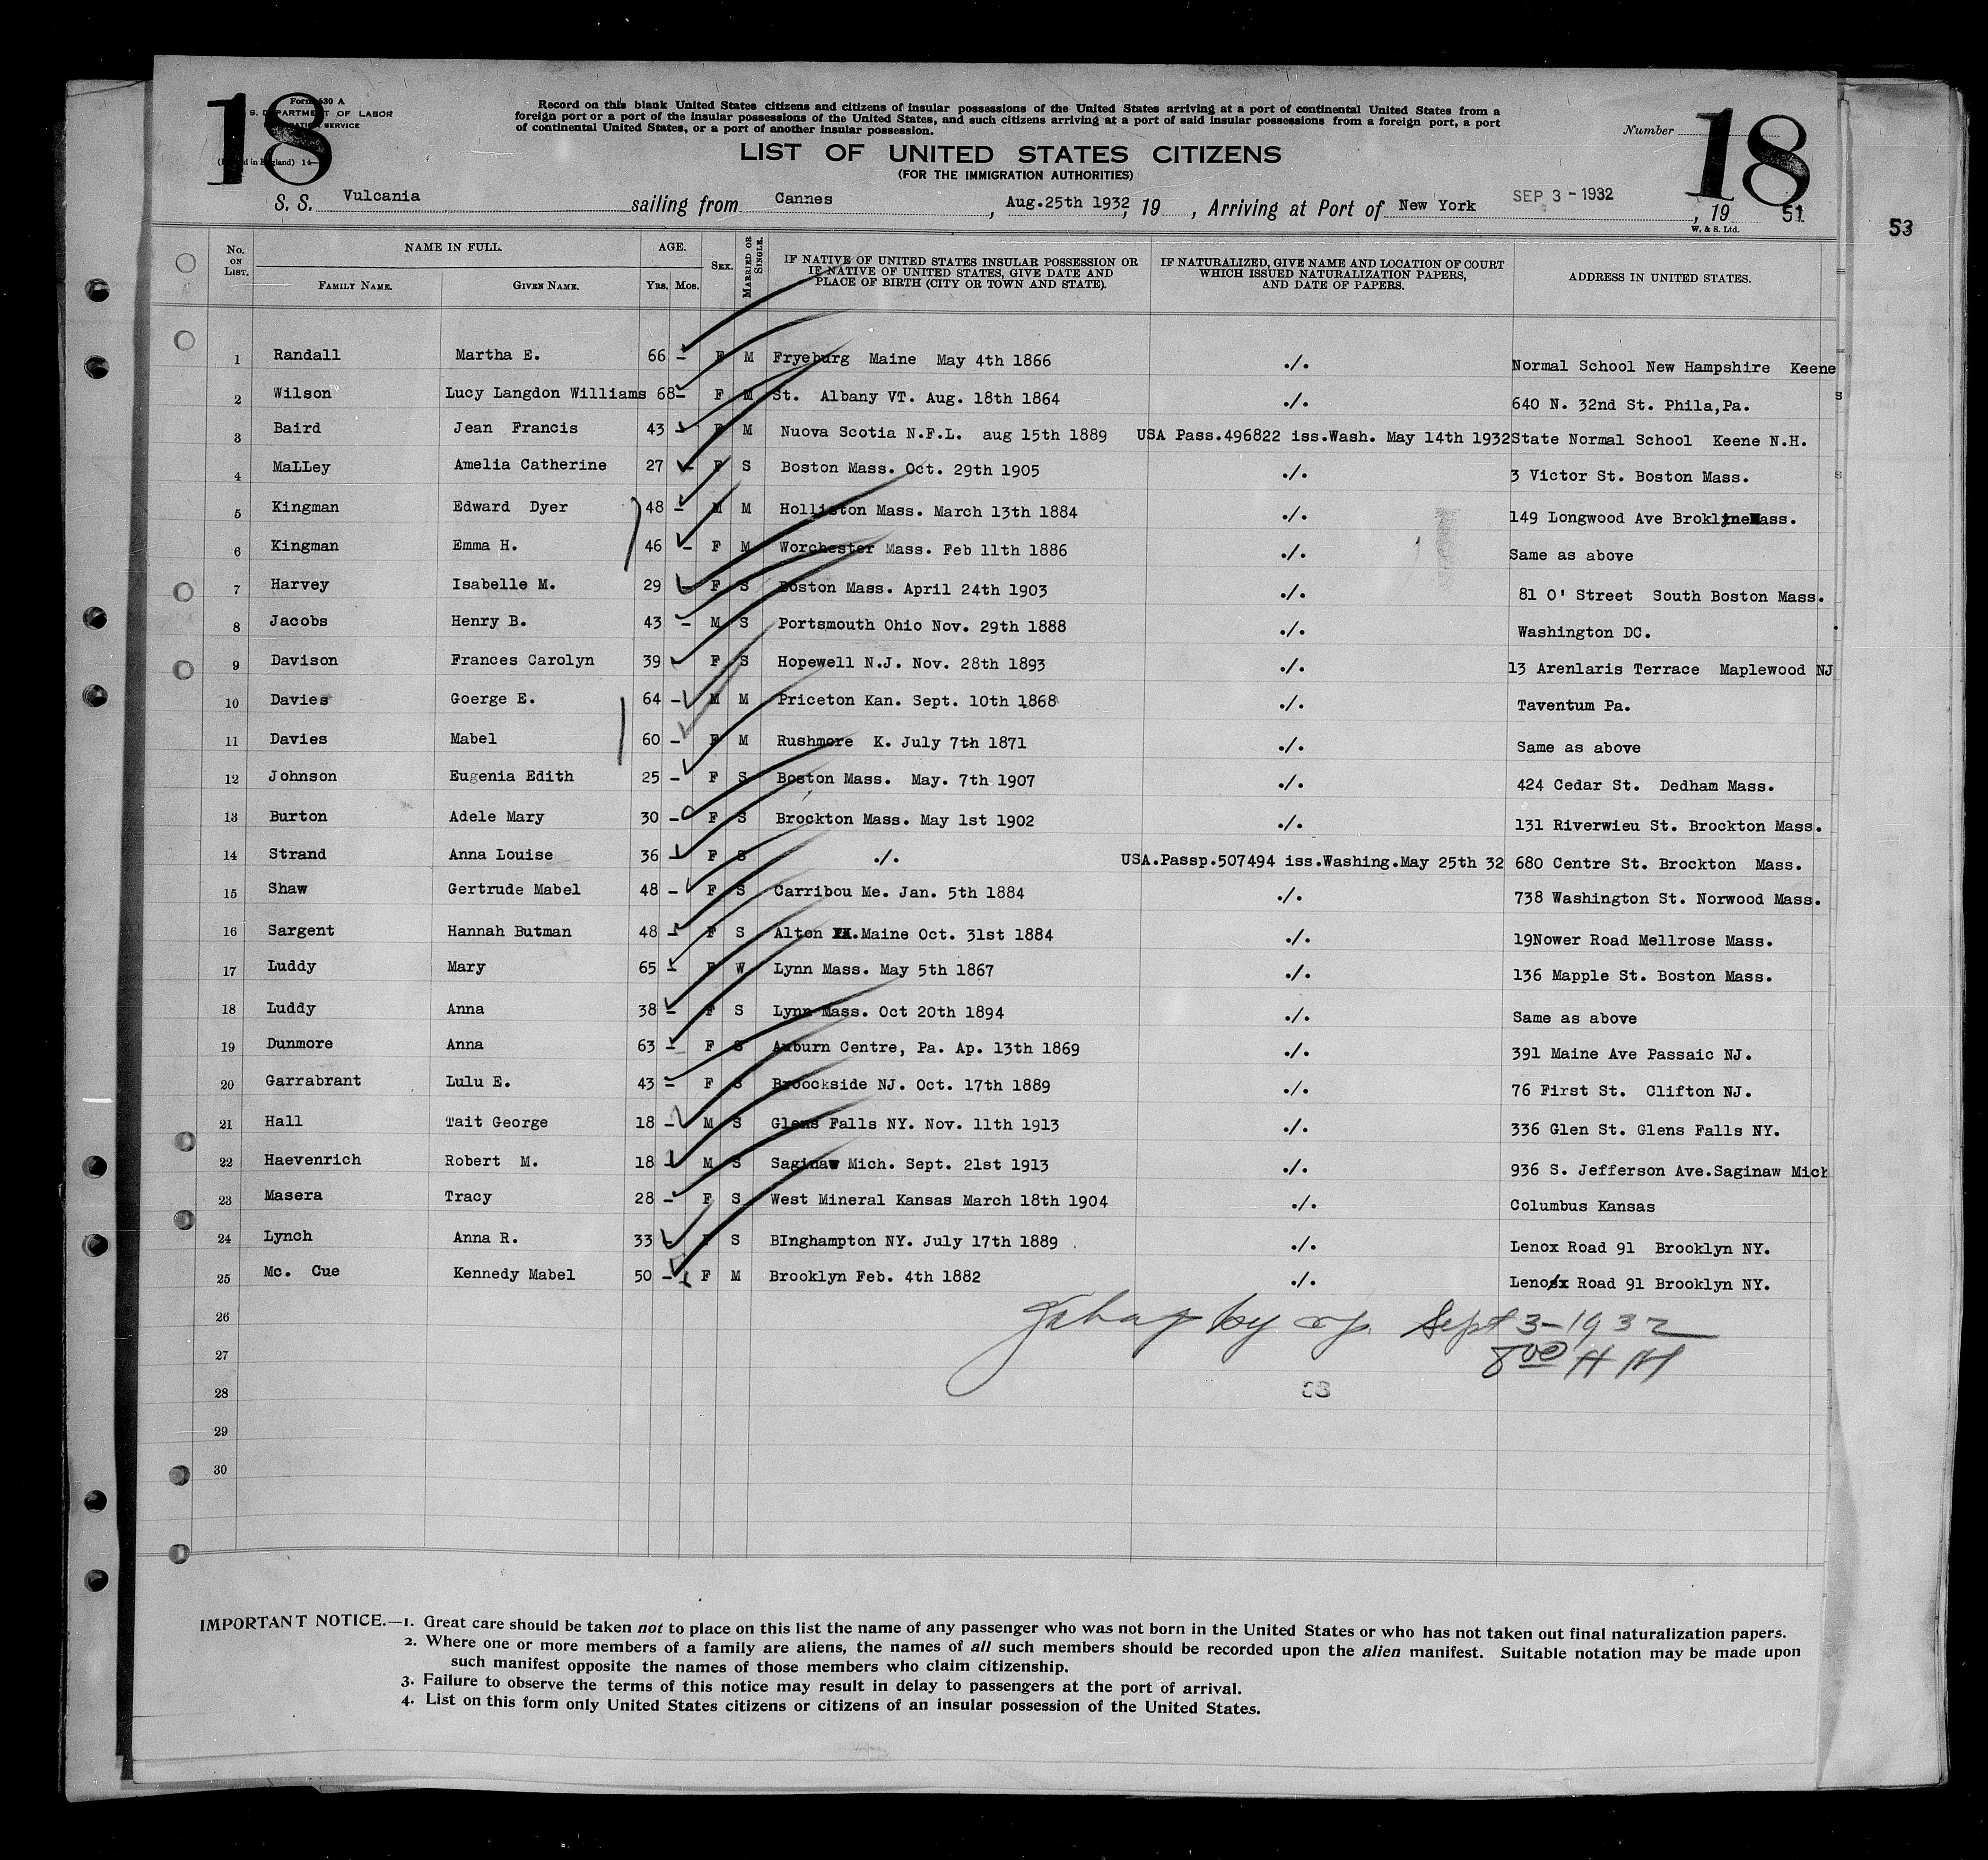 18
Form 630 A
S. DEPARTMENT OF LABOR
SERVICE
(in England) 14—
Record on this blank United States citizens and citizens of insular possessions of the United States arriving at a port of continental United States from a
foreign port or a port of the insular possessions of the United States, and such citizens arriving at a port of said insular possessions from a foreign port, a port
of continental United States, or a port of another insular possession.
Number
18
LIST OF UNITED STATES CITIZENS
(FOR THE IMMIGRATION AUTHORITIES)
S. S. Vulcania sailing from Cannes, Aug.25th 1932, 19 , Arriving at Port of New York SEP 3 - 1932, 19 51
W. & S. Ltd.
53
No. ON LIST. NAME IN FULL. AGE. SEX. MARRIED OR SINGLE. IF NATIVE OF UNITED STATES INSULAR POSSESSION OR IF NATIVE OF UNITED STATES, GIVE DATE AND PLACE OF BIRTH (CITY OR TOWN AND STATE). IF NATURALIZED, GIVE NAME AND LOCATION OF COURT WHICH ISSUED NATURALIZATION PAPERS, AND DATE OF PAPERS. ADDRESS IN UNITED STATES.
FAMILY NAME. GIVEN NAME. YRS. MOS.
1 Randall Martha E. 66 – F M Fryeburg Maine May 4th 1866 ./. Normal School New Hampshire Keene
2 Wilson Lucy Langdon Williams 68– F M St. Albany VT. Aug. 18th 1864 ./. 640 N. 32nd St. Phila,Pa.
3 Baird Jean Francis 43 – F M Nuova Scotia N.F.L. aug 15th 1889 USA Pass.496822 iss.Wash. May 14th 1932 State Normal School Keene N.H.
4 MaLLey Amelia Catherine 27 – F S Boston Mass. Oct. 29th 1905 ./. 3 Victor St. Boston Mass.
5 Kingman Edward Dyer 48 – M M Holliston Mass. March 13th 1884 ./. 149 Longwood Ave Broklyne Mass.
6 Kingman Emma H. 46 – F M Worchester Mass. Feb 11th 1886 ./. Same as above
7 Harvey Isabelle M. 29 – F S Boston Mass. April 24th 1903 ./. 81 O' Street South Boston Mass.
8 Jacobs Henry B. 43 – M S Portsmouth Ohio Nov. 29th 1888 ./. Washington DC.
9 Davison Frances Carolyn 39 F S Hopewell N.J. Nov. 28th 1893 ./. 13 Arenlaris Terrace Maplewood NJ
10 Davies Goerge E. 64 – M M Priceton Kan. Sept. 10th 1868 ./. Taventum Pa.
11 Davies Mabel 60 – F M Rushmore K. July 7th 1871 ./. Same as above
12 Johnson Eugenia Edith 25 – F S Boston Mass. May. 7th 1907 ./. 424 Cedar St. Dedham Mass.
13 Burton Adele Mary 30 – F S Brockton Mass. May 1st 1902 ./. 131 Riverwieu St. Brockton Mass.
14 Strand Anna Louise 36 – F S ./. USA.Passp.507494 iss.Washing.May 25th 32 680 Centre St. Brockton Mass.
15 Shaw Gertrude Mabel 48 – F S Carribou Me. Jan. 5th 1884 ./. 738 Washington St. Norwood Mass.
16 Sargent Hannah Butman 48 – F S Alton Maine Oct. 31st 1884 ./. 19Nower Road Mellrose Mass.
17 Luddy Mary 65 – F W Lynn Mass. May 5th 1867 ./. 136 Mapple St. Boston Mass.
18 Luddy Anna 38 – F S Lynn Mass. Oct 20th 1894 ./. Same as above
19 Dunmore Anna 63 – F S Auburn Centre, Pa. Ap. 13th 1869 ./. 391 Maine Ave Passaic NJ.
20 Garrabrant Lulu E. 43 – F S Broockside NJ. Oct. 17th 1889 ./. 76 First St. Clifton NJ.
21 Hall Tait George 18 – M S Glens Falls NY. Nov. 11th 1913 ./. 336 Glen St. Glens Falls NY.
22 Haevenrich Robert M. 18 – M S Saginaw Mich. Sept. 21st 1913 ./. 936 S. Jefferson Ave.Saginaw Mich
23 Masera Tracy 28 – F S West Mineral Kansas March 18th 1904 ./. Columbus Kansas
24 Lynch Anna R. 33 – F S BInghampton NY. July 17th 1889 ./. Lenox Road 91 Brooklyn NY.
25 Mc. Cue Kennedy Mabel 50 – F M Brooklyn Feb. 4th 1882 ./. Lenox Road 91 Brooklyn NY.
26 by Sept 3-1932
27 8 00 A M
28
29
30
IMPORTANT NOTICE.—1. Great care should be taken not to place on this list the name of any passenger who was not born in the United States or who has not taken out final naturalization papers.
2. Where one or more members of a family are aliens, the names of all such members should be recorded upon the alien manifest. Suitable notation may be made upon
such manifest opposite the names of those members who claim citizenship.
3. Failure to observe the terms of this notice may result in delay to passengers at the port of arrival.
4. List on this form only United States citizens or citizens of an insular possession of the United States.